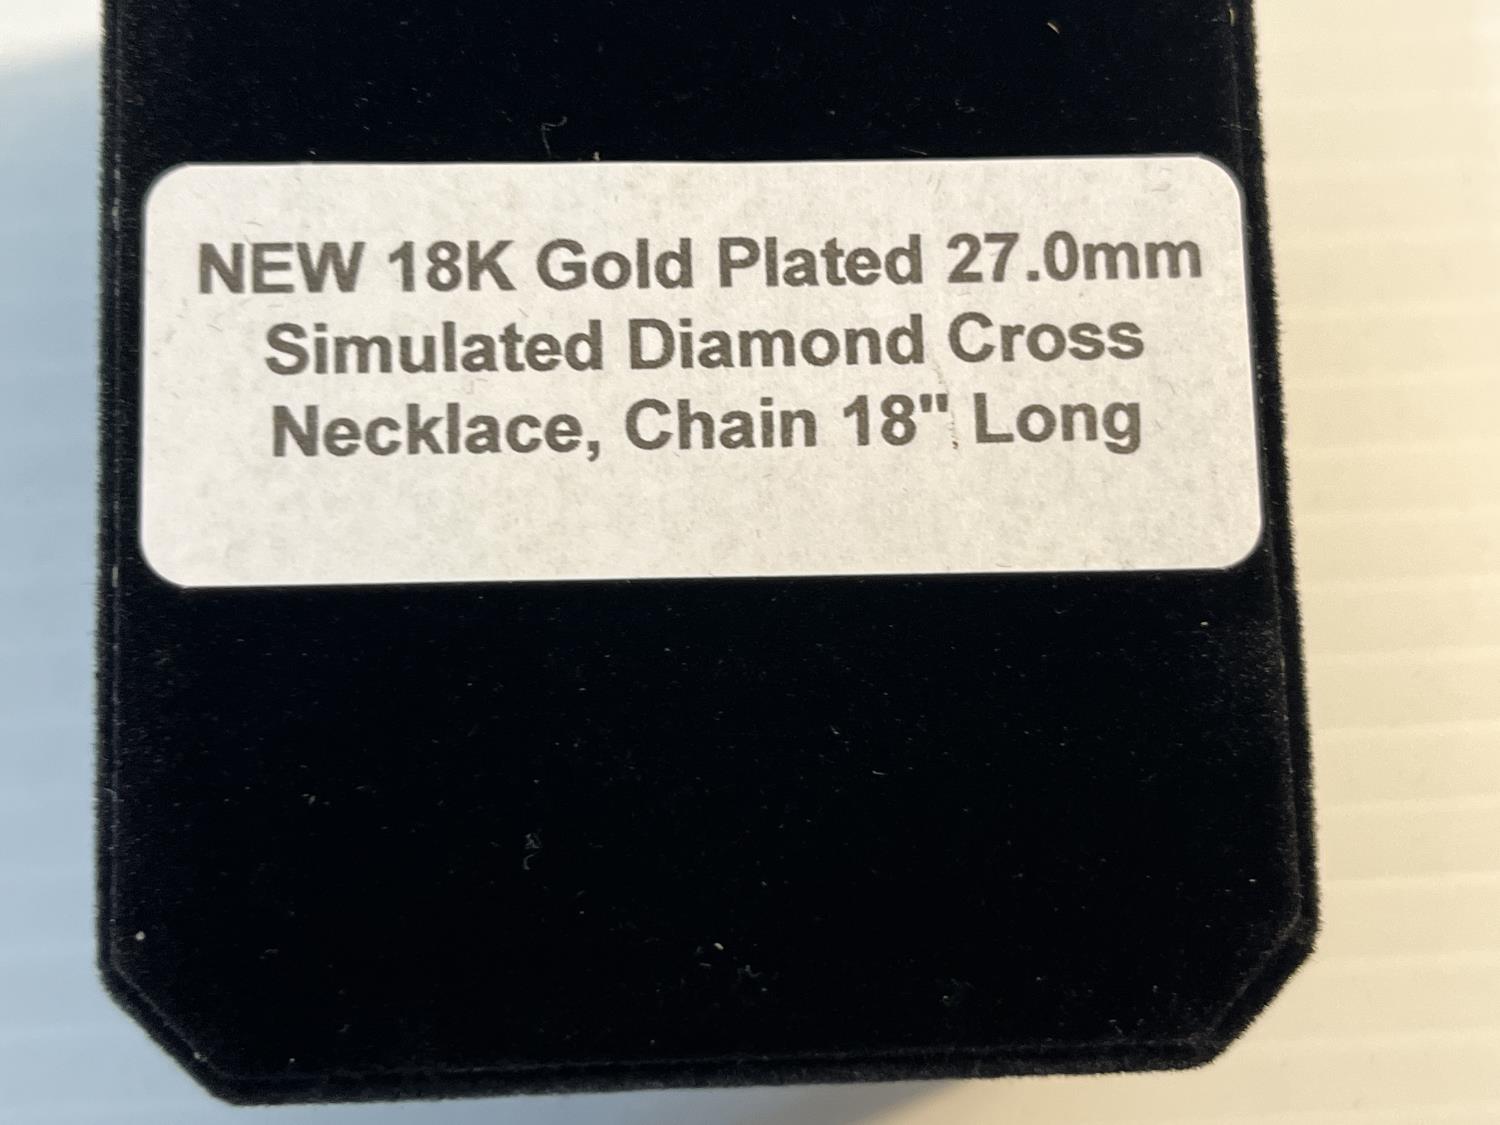 NEW 18K Gold Plated 27.0mm
Simulated Diamond Cross
Necklace, Chain 18" Long